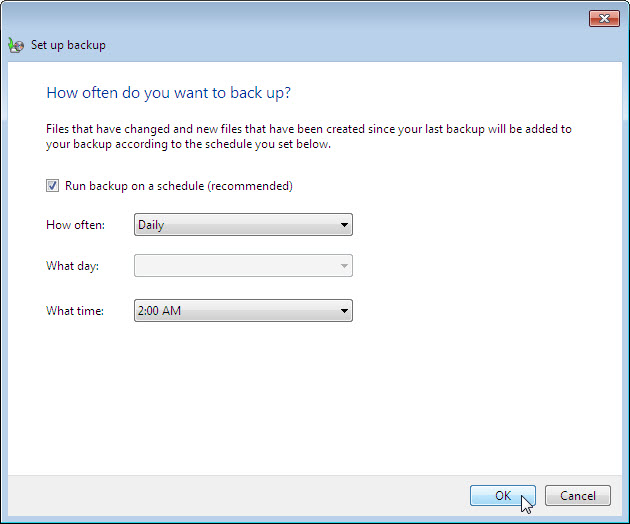 Set up backup
How often do you want to back up?
Files that have changed and new files that have been created since your last backup will be added to
your backup according to the schedule you set below.
Run backup on a schedule (recommended)
How often: Daily
What day:
What time: 2:00 AM
OK Cancel